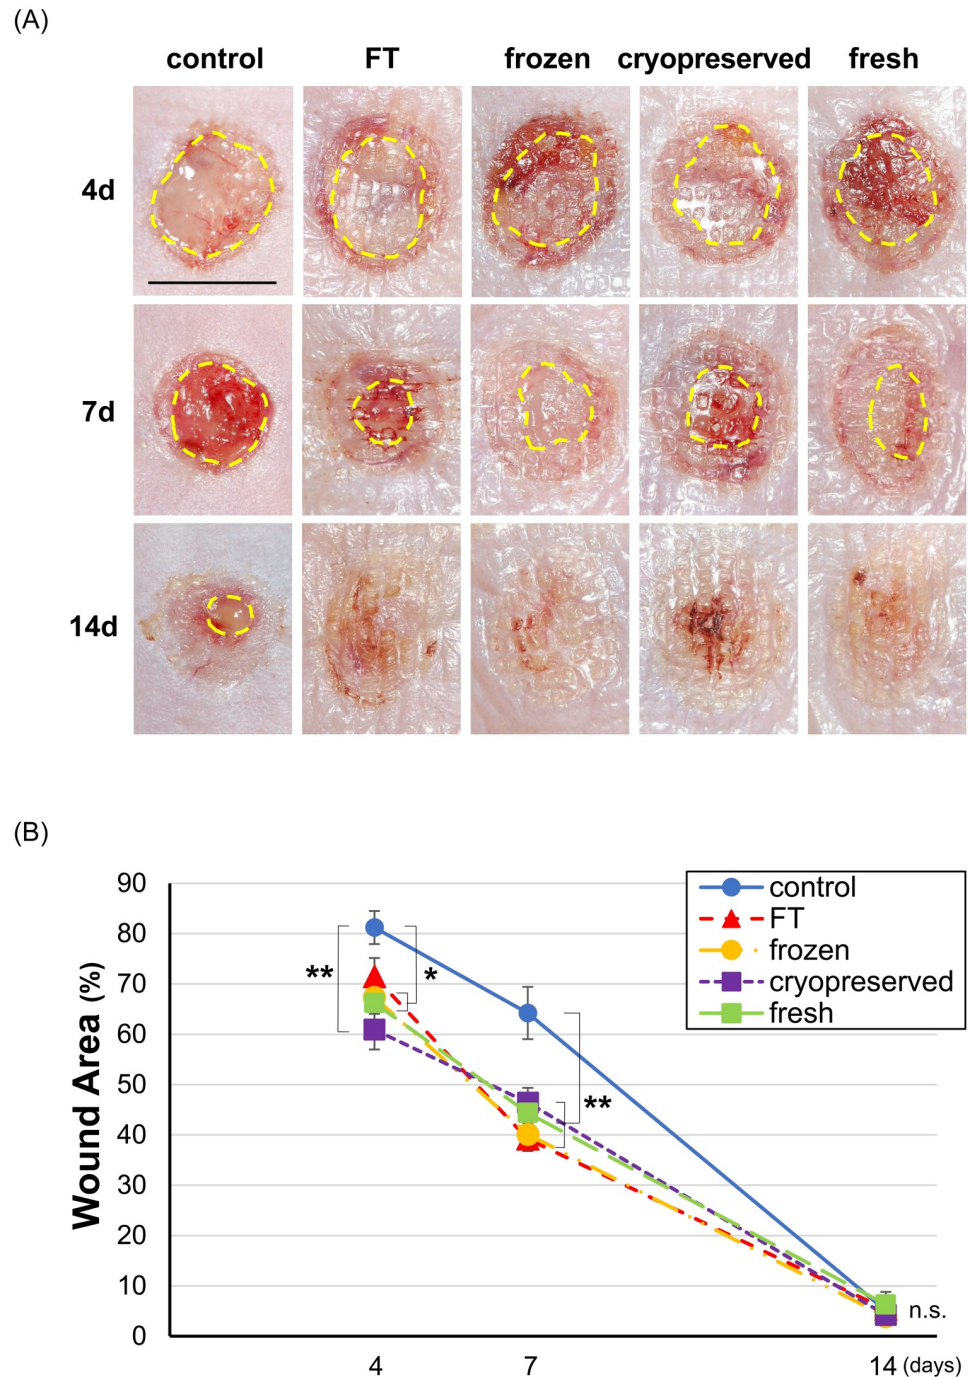 (A)
control FT frozen cryopreserved fresh
4d
7d
14d
(B)
control
FT
frozen
cryopreserved
fresh
Wound Area (%)
90
80
70
60
50
40
30
20
10
0
** *
**
n.s.
4 7 14 (days)